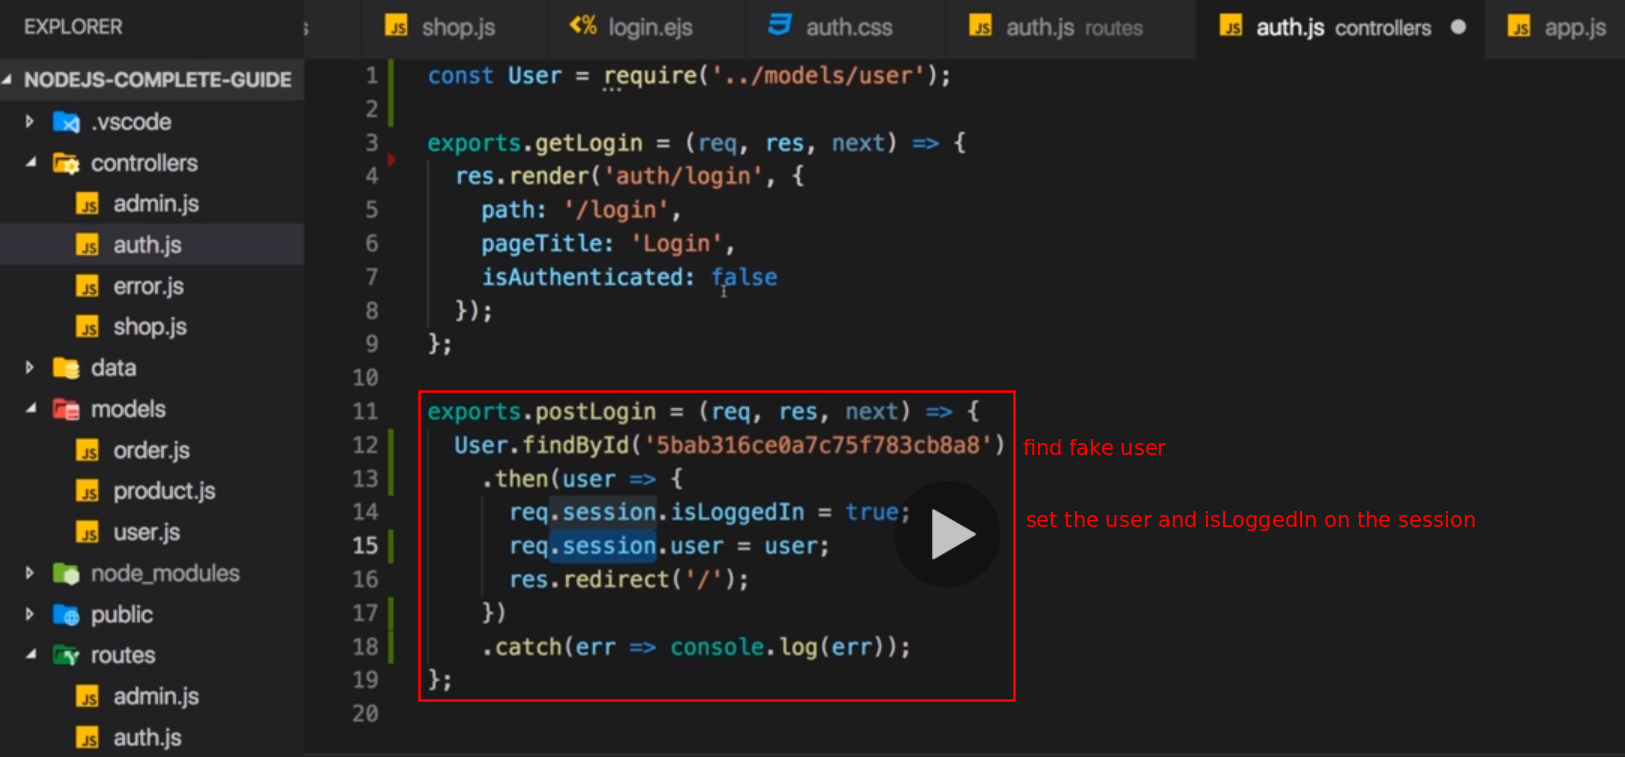 EXPLORER
NODEJS-COMPLETE-GUIDE
.vscode
controllers
admin.js
auth.js
error.js
shop.js
data
models
order.js
product.js
user.js
node_modules
public
routes
admin.js
auth.js
s JS shop.js <% login.ejs auth.css JS auth.js routes JS auth.js controllers JS app.js
1 const User = require('../models/user');
2
3 exports.getLogin = (req, res, next) => {
4 res.render('auth/login', {
5 path: '/login',
6 pageTitle: 'Login',
7 isAuthenticated: false
8 });
9 };
10
11 exports.postLogin = (req, res, next) => {
12 User.findById('5bab316ce0a7c75f783cb8a8') find fake user
13 .then(user => {
14 req.session.isLoggedIn = true; set the user and isLoggedIn on the session
15 req.session.user = user;
16 res.redirect('/');
17 })
18 .catch(err => console.log(err));
19 };
20